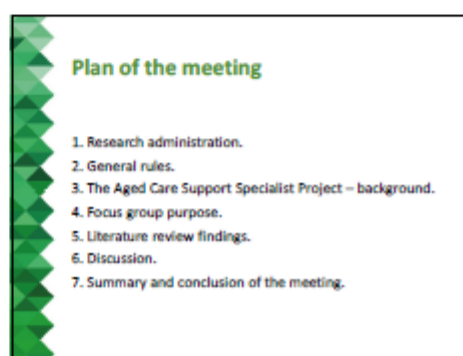 Plan of the meeting
1. Research administration.
2. General rules.
3. The Aged Care Support Specialist Project – background.
4. Focus group purpose.
5. Literature review findings.
6. Discussion.
7. Summary and conclusion of the meeting.